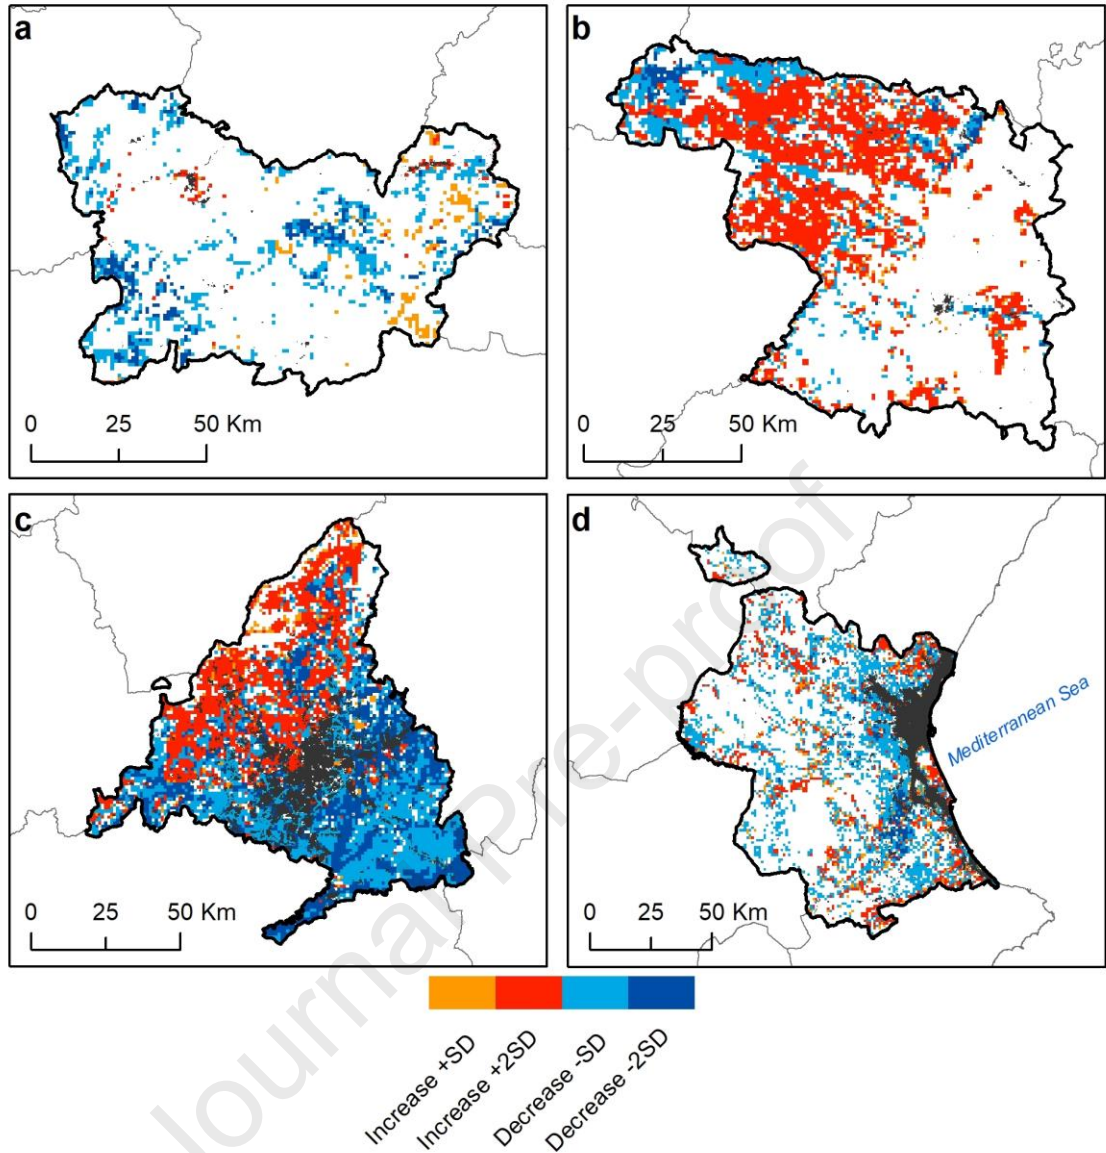 a
b
0 25 50 Km
0 25 50 Km
c
d
Mediterranean Sea
0 25 50 Km
0 25 50 Km
Increase +SD
Increase +2SD
Decrease -SD
Decrease -2SD
Journal Pre-proof